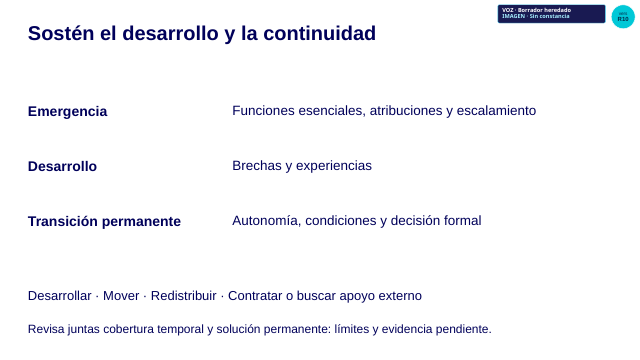 VOZ · Borrador heredado
IMAGEN · Sin constancia
R10
Sostén el desarrollo y la continuidad
Emergencia
Funciones esenciales, atribuciones y escalamiento
Desarrollo
Brechas y experiencias
Transición permanente
Autonomía, condiciones y decisión formal
Desarrollar · Mover · Redistribuir · Contratar o buscar apoyo externo
Revisa juntas cobertura temporal y solución permanente: límites y evidencia pendiente.